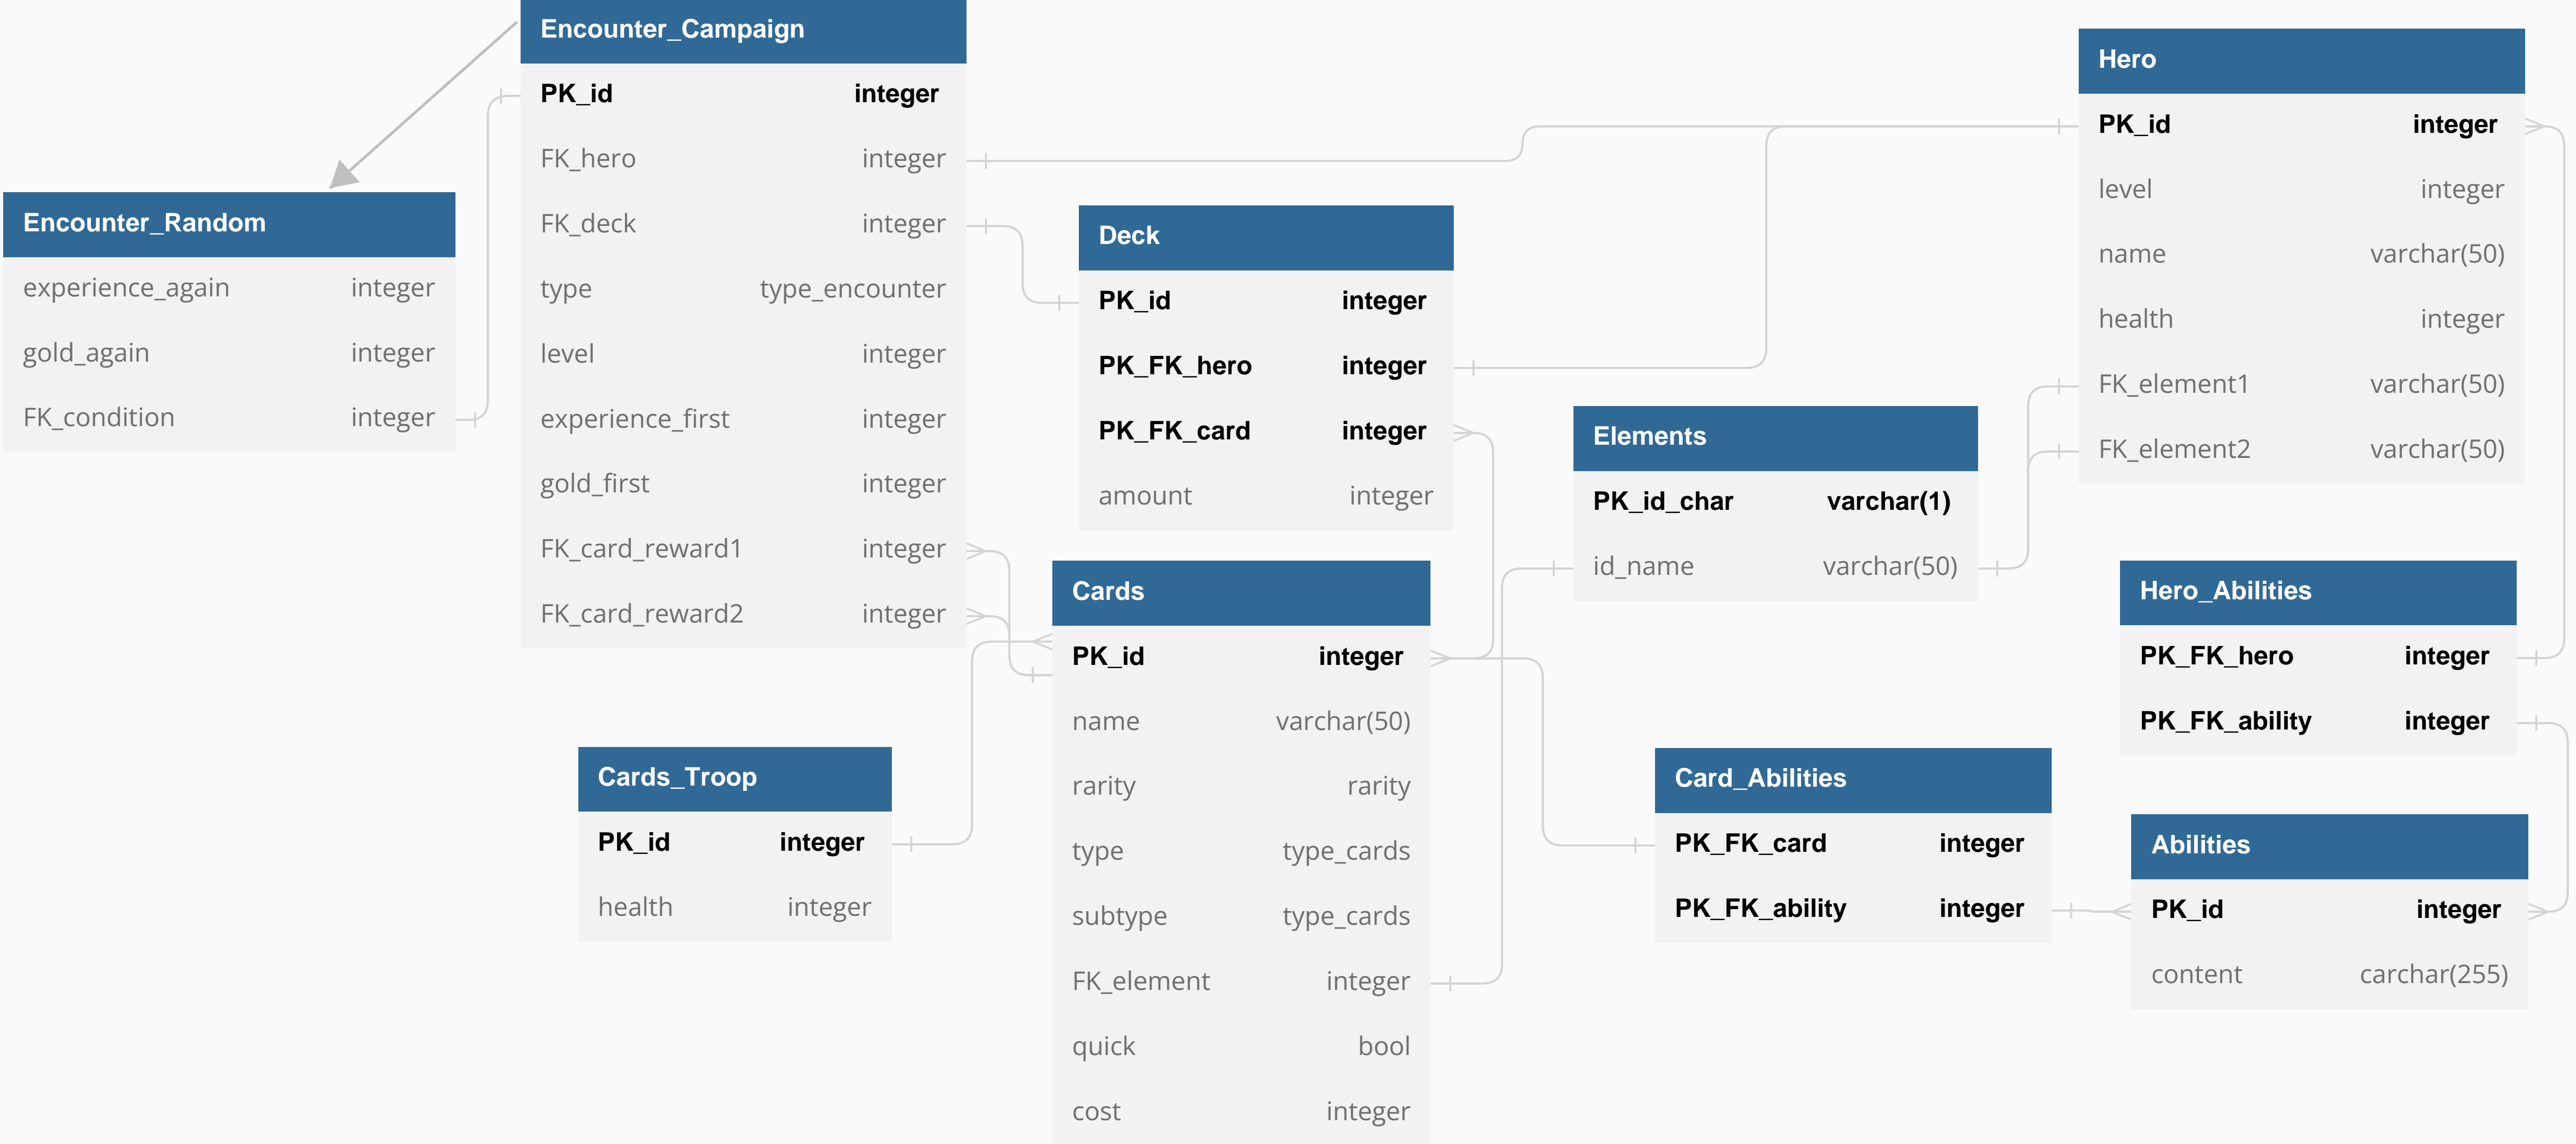 Encounter_Campaign
PK_id integer
FK_hero integer
FK_deck integer
type type_encounter
level integer
experience_first integer
gold_first integer
FK_card_reward1 integer
FK_card_reward2 integer
Encounter_Random
experience_again integer
gold_again integer
FK_condition integer
Deck
PK_id integer
PK_FK_hero integer
PK_FK_card integer
amount integer
Hero
PK_id integer
level integer
name varchar(50)
health integer
FK_element1 varchar(50)
FK_element2 varchar(50)
Elements
PK_id_char varchar(1)
id_name varchar(50)
Cards
PK_id integer
name varchar(50)
rarity rarity
type type_cards
subtype type_cards
FK_element integer
quick bool
cost integer
Cards_Troop
PK_id integer
health integer
Card_Abilities
PK_FK_card integer
PK_FK_ability integer
Hero_Abilities
PK_FK_hero integer
PK_FK_ability integer
Abilities
PK_id integer
content carchar(255)